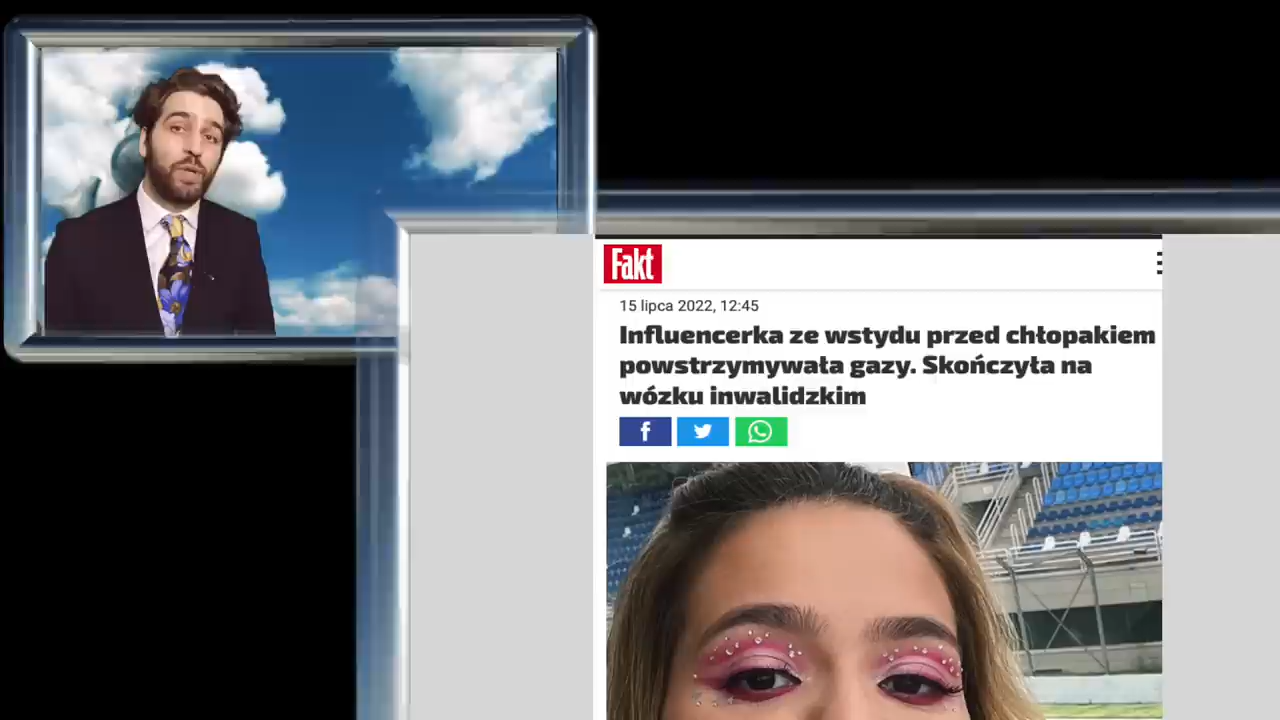 Fakt
15 lipca 2022, 12:45
Influencerka ze wstydu przed chłopakiem
powstrzymywała gazy. Skończyła na
wózku inwalidzkim